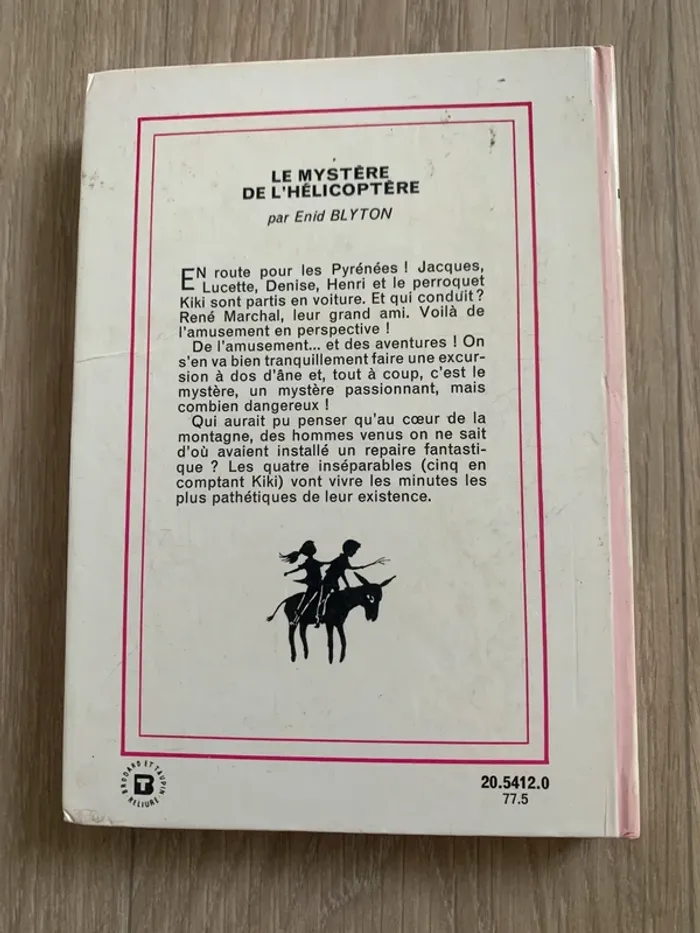 LE MYSTÈRE
DE L'HÉLICOPTÈRE
par Enid BLYTON
EN route pour les Pyrénées ! Jacques,
Lucette, Denise, Henri et le perroquet
Kiki sont partis en voiture. Et qui conduit ?
René Marchal, leur grand ami. Voilà de
l'amusement en perspective !
De l'amusement... et des aventures ! On
s'en va bien tranquillement faire une excur-
sion à dos d'âne et, tout à coup, c'est le
mystère, un mystère passionnant, mais
combien dangereux !
Qui aurait pu penser qu'au cœur de la
montagne, des hommes venus on ne sait
d'où avaient installé un repaire fantasti-
que ? Les quatre inséparables (cinq en
comptant Kiki) vont vivre les minutes les
plus pathétiques de leur existence.
BRODARD ET TAUPIN
RELIURE
20.5412.0
77.5